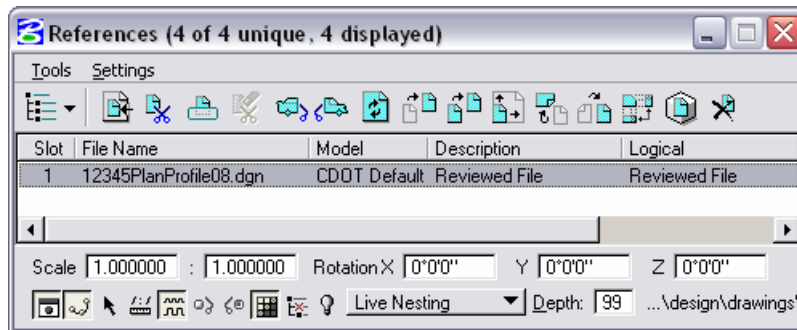 References (4 of 4 unique, 4 displayed)
Tools Settings
Slot File Name Model Description Logical
1 12345PlanProfile08.dgn CDOT Default Reviewed File Reviewed File
Scale 1.000000 : 1.000000 Rotation X 0°0'0" Y 0°0'0" Z 0°0'0"
Live Nesting Depth: 99 ...\design\drawings\